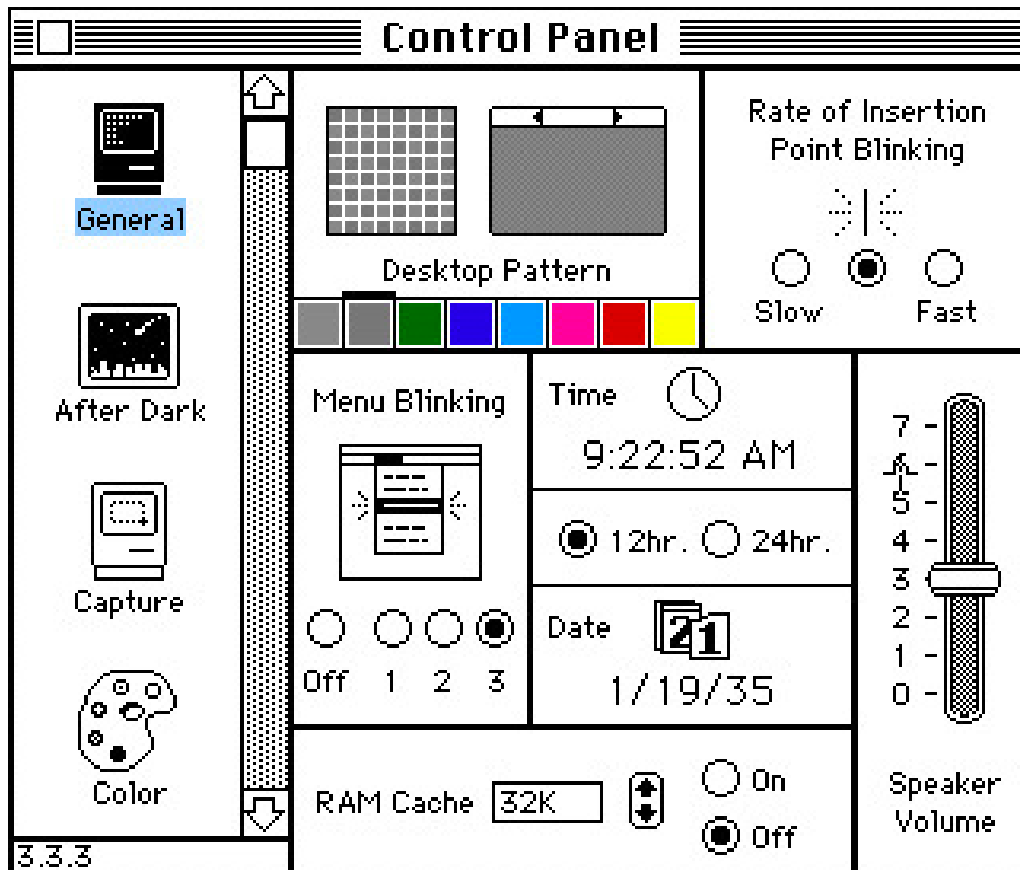 Control Panel
General
After Dark
Capture
Color
3.3.3
Desktop Pattern
Rate of Insertion
Point Blinking
Slow Fast
Menu Blinking
Off 1 2 3
Time
9:22:52 AM
12hr. 24hr.
Date
21
1/19/35
7
6
5
4
3
2
1
0
Speaker
Volume
RAM Cache 32K
On
Off